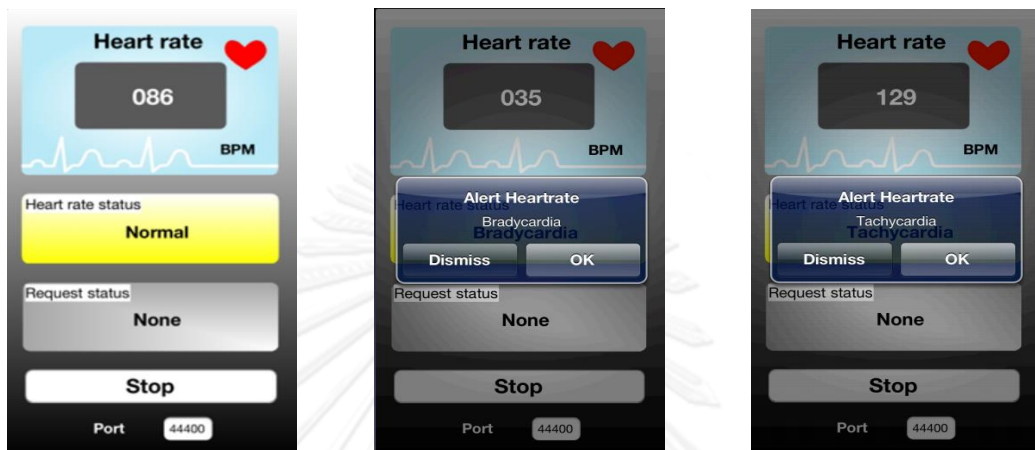 Heart rate
086
BPM
Heart rate status
Normal
Request status
None
Stop
Port 44400
Heart rate
035
BPM
Alert Heartrate
Heart rate status
Bradycardia
Bradycardia
Dismiss OK
Request status
None
Stop
Port 44400
Heart rate
129
BPM
Alert Heartrate
Heart rate status
Tachycardia
Tachycardia
Dismiss OK
Request status
None
Stop
Port 44400